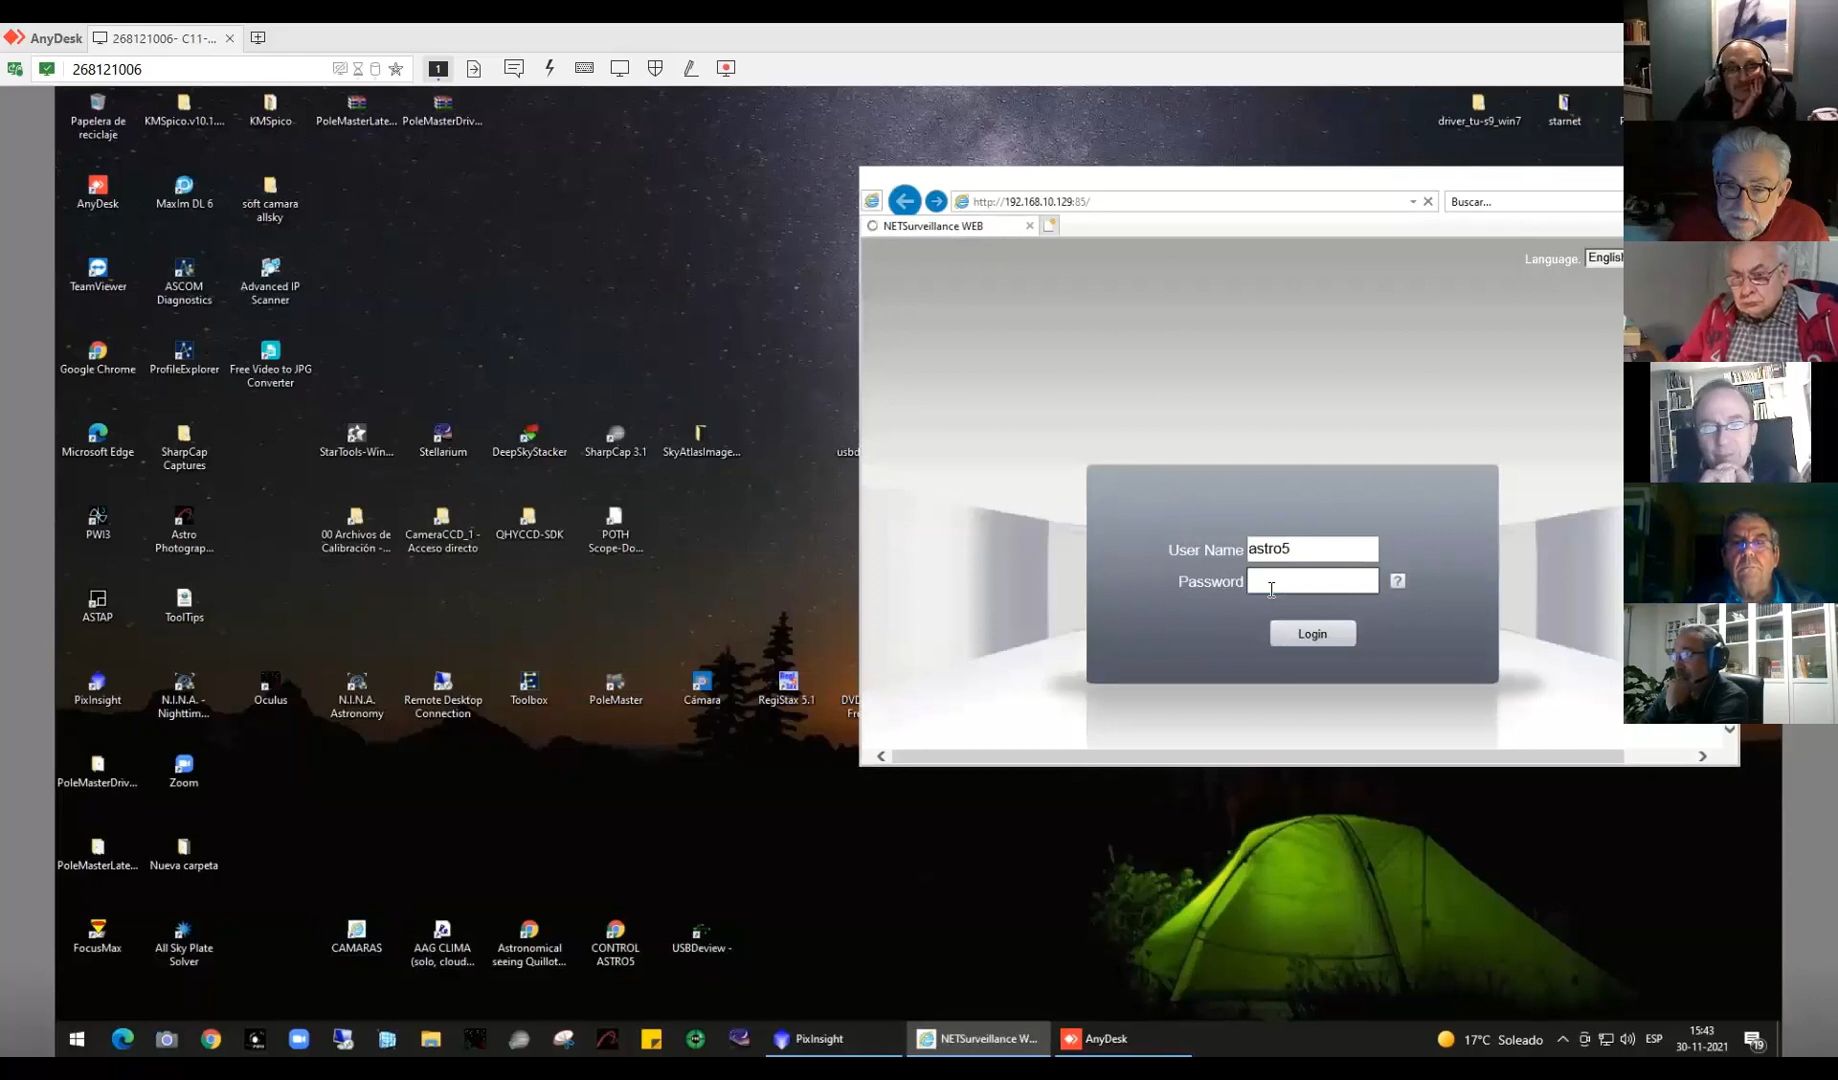 AnyDesk
268121006- C11-...
268121006
1
Papelera de
reciclaje
KMSpico.v10.1....
KMSpico
PoleMasterLate...
PoleMasterDriv...
driver_tu-s9_win7
starnet
AnyDesk
MaxIm DL 6
soft camara
allsky
http://192.168.10.129:85/
Buscar...
NETSurveillance WEB
Language:
English
TeamViewer
ASCOM
Diagnostics
Advanced IP
Scanner
Google Chrome
ProfileExplorer
Free Video to JPG
Converter
Microsoft Edge
SharpCap
Captures
StarTools-Win...
Stellarium
DeepSkyStacker
SharpCap 3.1
SkyAtlasImage...
usbd
PWI3
Astro
Photograp...
00 Archivos de
Calibración -...
CameraCCD_1 -
Acceso directo
QHYCCD-SDK
POTH
Scope-Do...
User Name
astro5
Password
?
Login
ASTAP
ToolTips
PixInsight
N.I.N.A. -
Nighttim...
Oculus
N.I.N.A.
Astronomy
Remote Desktop
Connection
Toolbox
PoleMaster
Cámara
RegiStax 5.1
DVD
Fre
PoleMasterDriv...
Zoom
PoleMasterLate...
Nueva carpeta
FocusMax
All Sky Plate
Solver
CAMARAS
AAG CLIMA
(solo, cloud...
Astronomical
seeing Quillot...
CONTROL
ASTRO5
USBDeview -
PixInsight
NETSurveillance W...
AnyDesk
17°C Soleado
ESP
15:43
30-11-2021
19